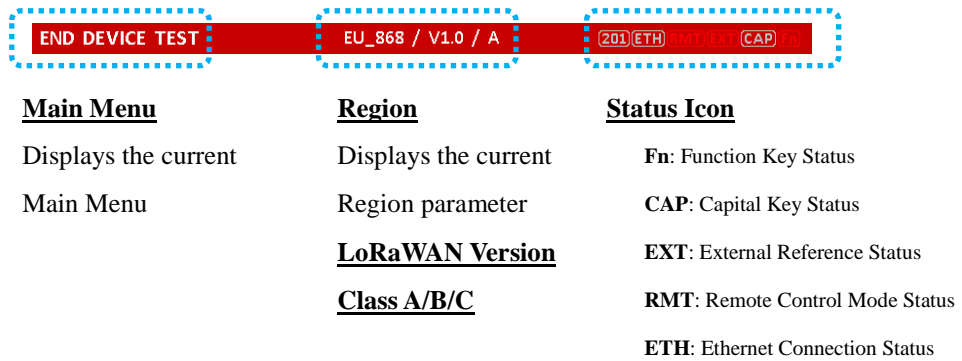 END DEVICE TEST EU_868 / V1.0 / A 201 ETH RMT EXT CAP Fn
Main Menu Region Status Icon
Displays the current Displays the current Fn: Function Key Status
Main Menu Region parameter CAP: Capital Key Status
LoRaWAN Version EXT: External Reference Status
Class A/B/C RMT: Remote Control Mode Status
ETH: Ethernet Connection Status